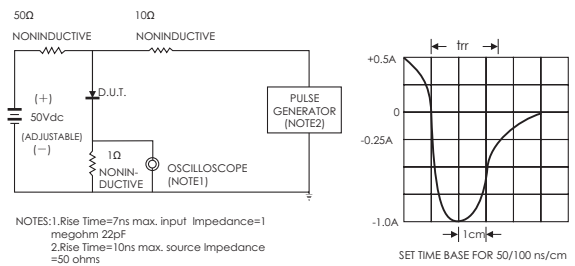 50Ω
NONINDUCTIVE
10Ω
NONINDUCTIVE
(+)
50Vdc
(ADJUSTABLE)
(−)
D.U.T.
1Ω
NONIN-
DUCTIVE
OSCILLOSCOPE
(NOTE1)
PULSE
GENERATOR
(NOTE2)
NOTES:1.Rise Time=7ns max. input Impedance=1
megohm 22pF
2.Rise Time=10ns max. source Impedance
=50 ohms
trr
+0.5A
0
-0.25A
-1.0A
1cm
SET TIME BASE FOR 50/100 ns/cm